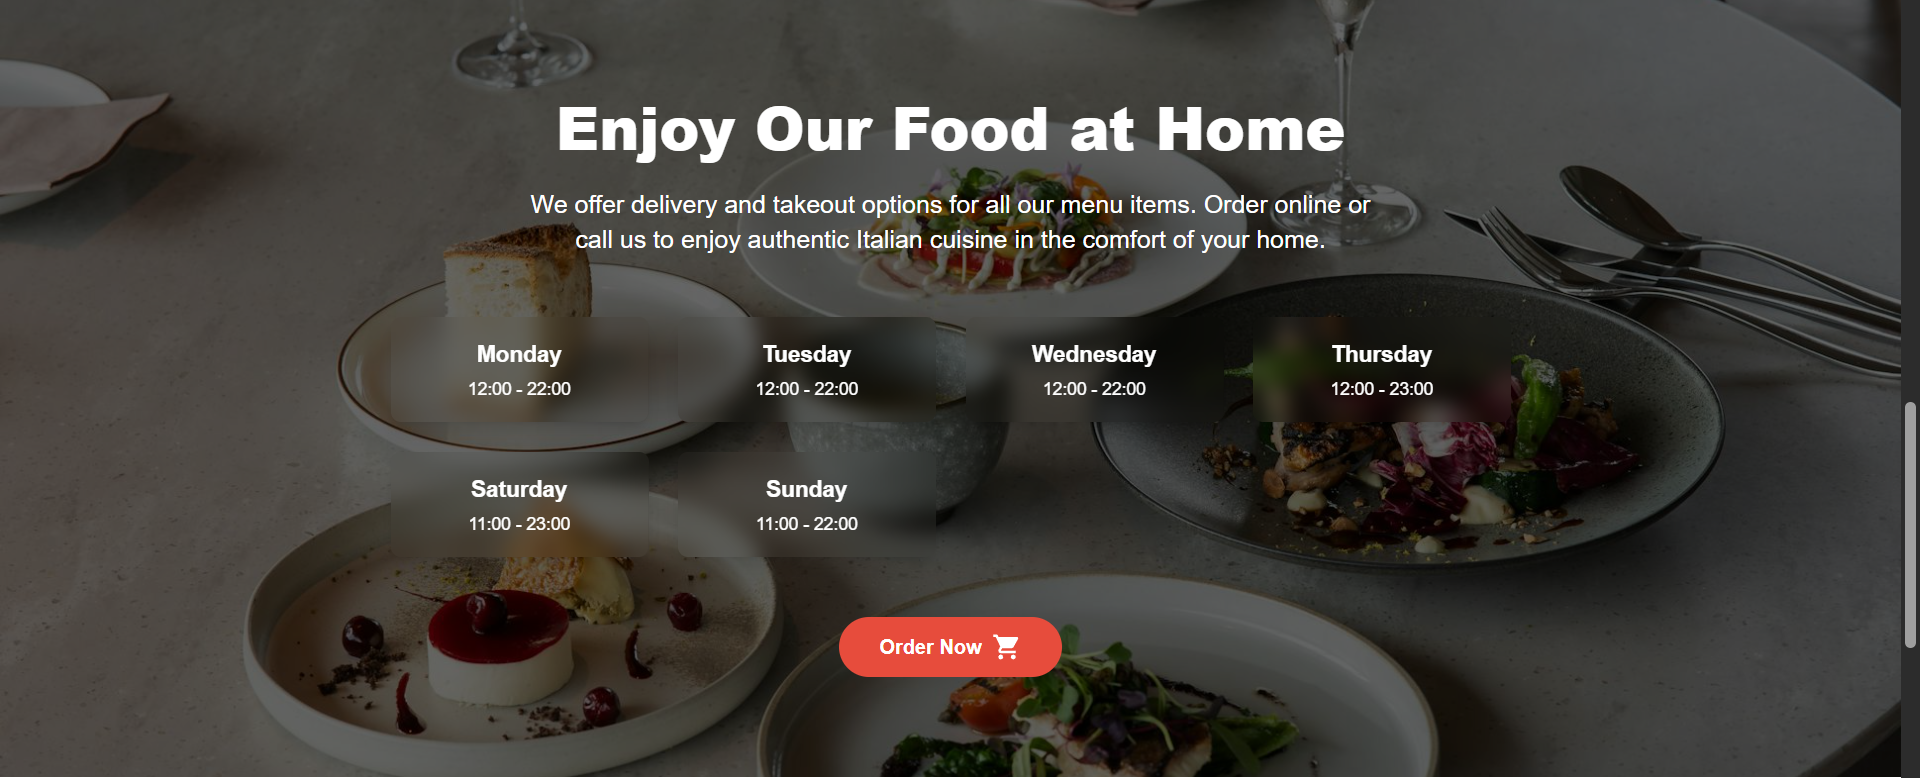 Enjoy Our Food at Home
We offer delivery and takeout options for all our menu items. Order online or
call us to enjoy authentic Italian cuisine in the comfort of your home.
Monday
12:00 - 22:00
Tuesday
12:00 - 22:00
Wednesday
12:00 - 22:00
Thursday
12:00 - 23:00
Saturday
11:00 - 23:00
Sunday
11:00 - 22:00
Order Now